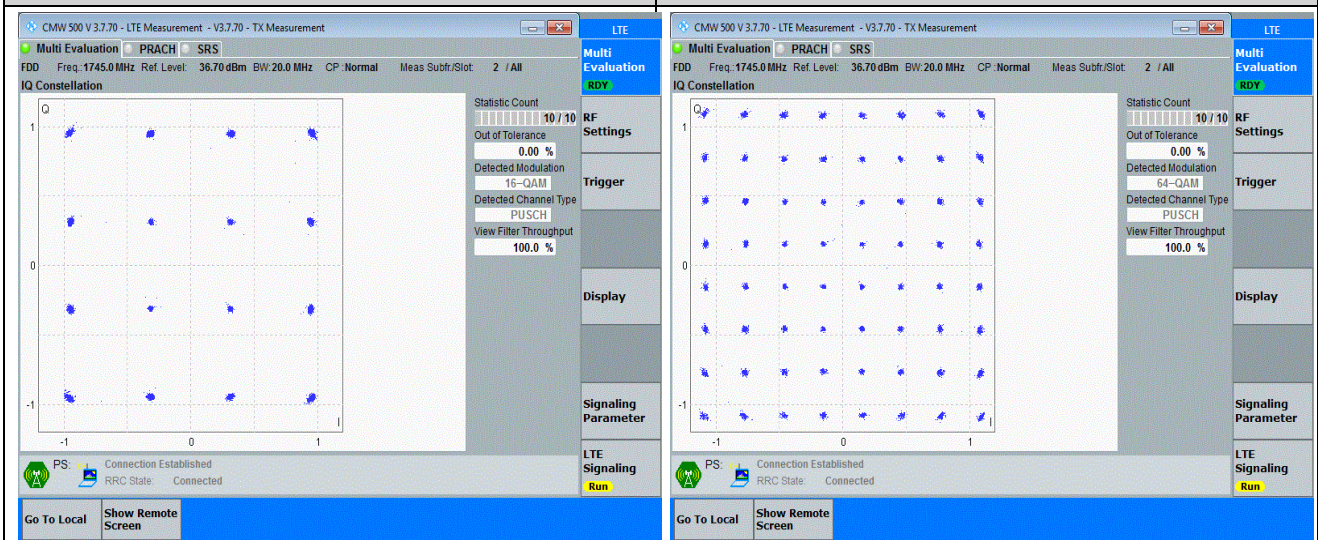 CMW 500 V 3.7.70 - LTE Measurement - V3.7.70 - TX Measurement
LTE
Multi Evaluation PRACH SRS
Multi
Evaluation
RDY
FDD Freq.:1745.0 MHz Ref. Level: 36.70 dBm BW:20.0 MHz CP :Normal Meas Subfr./Slot: 2 / All
IQ Constellation
Q
1
0
-1
-1
0
1
I
Statistic Count
10 / 10
Out of Tolerance
0.00 %
Detected Modulation
16-QAM
Detected Channel Type
PUSCH
View Filter Throughput
100.0 %
RF
Settings
Trigger
Display
Signaling
Parameter
LTE
Signaling
Run
PS:
Connection Established
RRC State: Connected
Go To Local
Show Remote
Screen
CMW 500 V 3.7.70 - LTE Measurement - V3.7.70 - TX Measurement
LTE
Multi Evaluation PRACH SRS
Multi
Evaluation
RDY
FDD Freq.:1745.0 MHz Ref. Level: 36.70 dBm BW:20.0 MHz CP :Normal Meas Subfr./Slot: 2 / All
IQ Constellation
Q
1
0
-1
-1
0
1
I
Statistic Count
10 / 10
Out of Tolerance
0.00 %
Detected Modulation
64-QAM
Detected Channel Type
PUSCH
View Filter Throughput
100.0 %
RF
Settings
Trigger
Display
Signaling
Parameter
LTE
Signaling
Run
PS:
Connection Established
RRC State: Connected
Go To Local
Show Remote
Screen